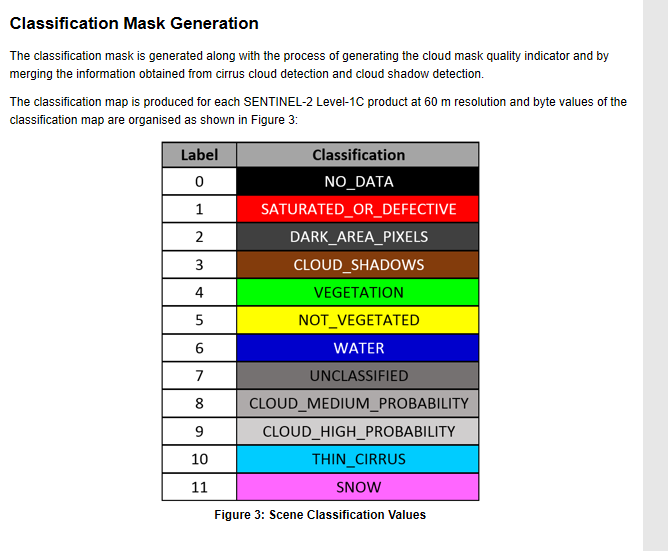 Classification Mask Generation
The classification mask is generated along with the process of generating the cloud mask quality indicator and by
merging the information obtained from cirrus cloud detection and cloud shadow detection.
The classification map is produced for each SENTINEL-2 Level-1C product at 60 m resolution and byte values of the
classification map are organised as shown in Figure 3:
Label Classification
0 NO_DATA
1 SATURATED_OR_DEFECTIVE
2 DARK_AREA_PIXELS
3 CLOUD_SHADOWS
4 VEGETATION
5 NOT_VEGETATED
6 WATER
7 UNCLASSIFIED
8 CLOUD_MEDIUM_PROBABILITY
9 CLOUD_HIGH_PROBABILITY
10 THIN_CIRRUS
11 SNOW
Figure 3: Scene Classification Values